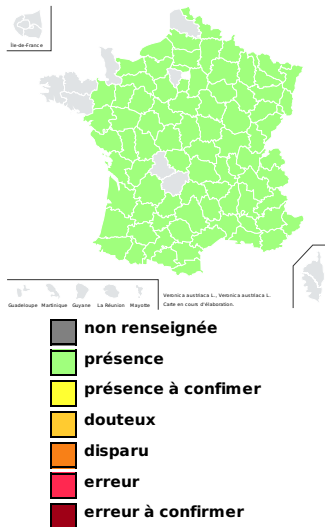 Île-de-France
Guadeloupe Martinique Guyane La Réunion Mayotte
Veronica austriaca L., Veronica austriaca L.
Carte en cours d'élaboration.
non renseignée
présence
présence à confimer
douteux
disparu
erreur
erreur à confirmer